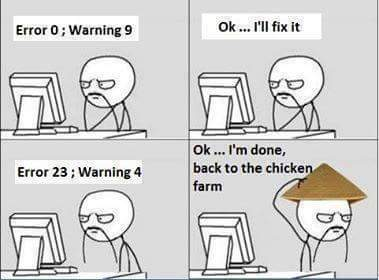 Error 0 ; Warning 9
Ok ... I'll fix it
Error 23 ; Warning 4
Ok ... I'm done,
back to the chicken
farm